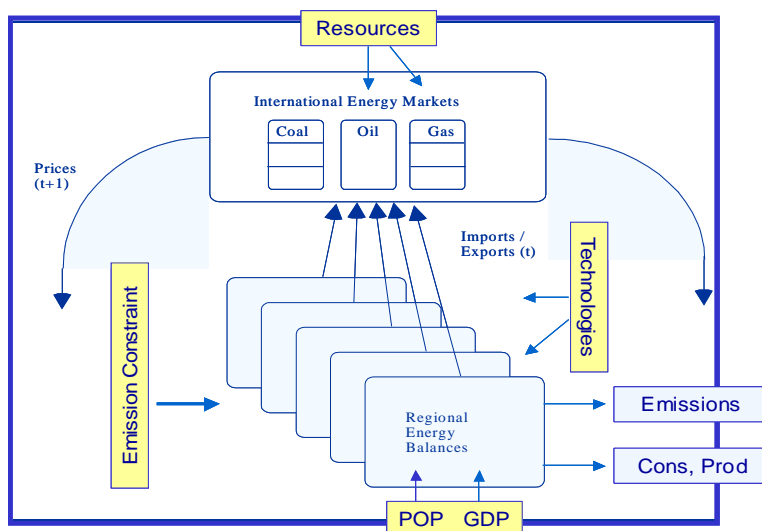 Resources
International Energy Markets
Coal
Oil
Gas
Prices
(t+1)
Imports /
Exports (t)
Technologies
Emission Constraint
Regional
Energy
Balances
Emissions
Cons, Prod
POP GDP